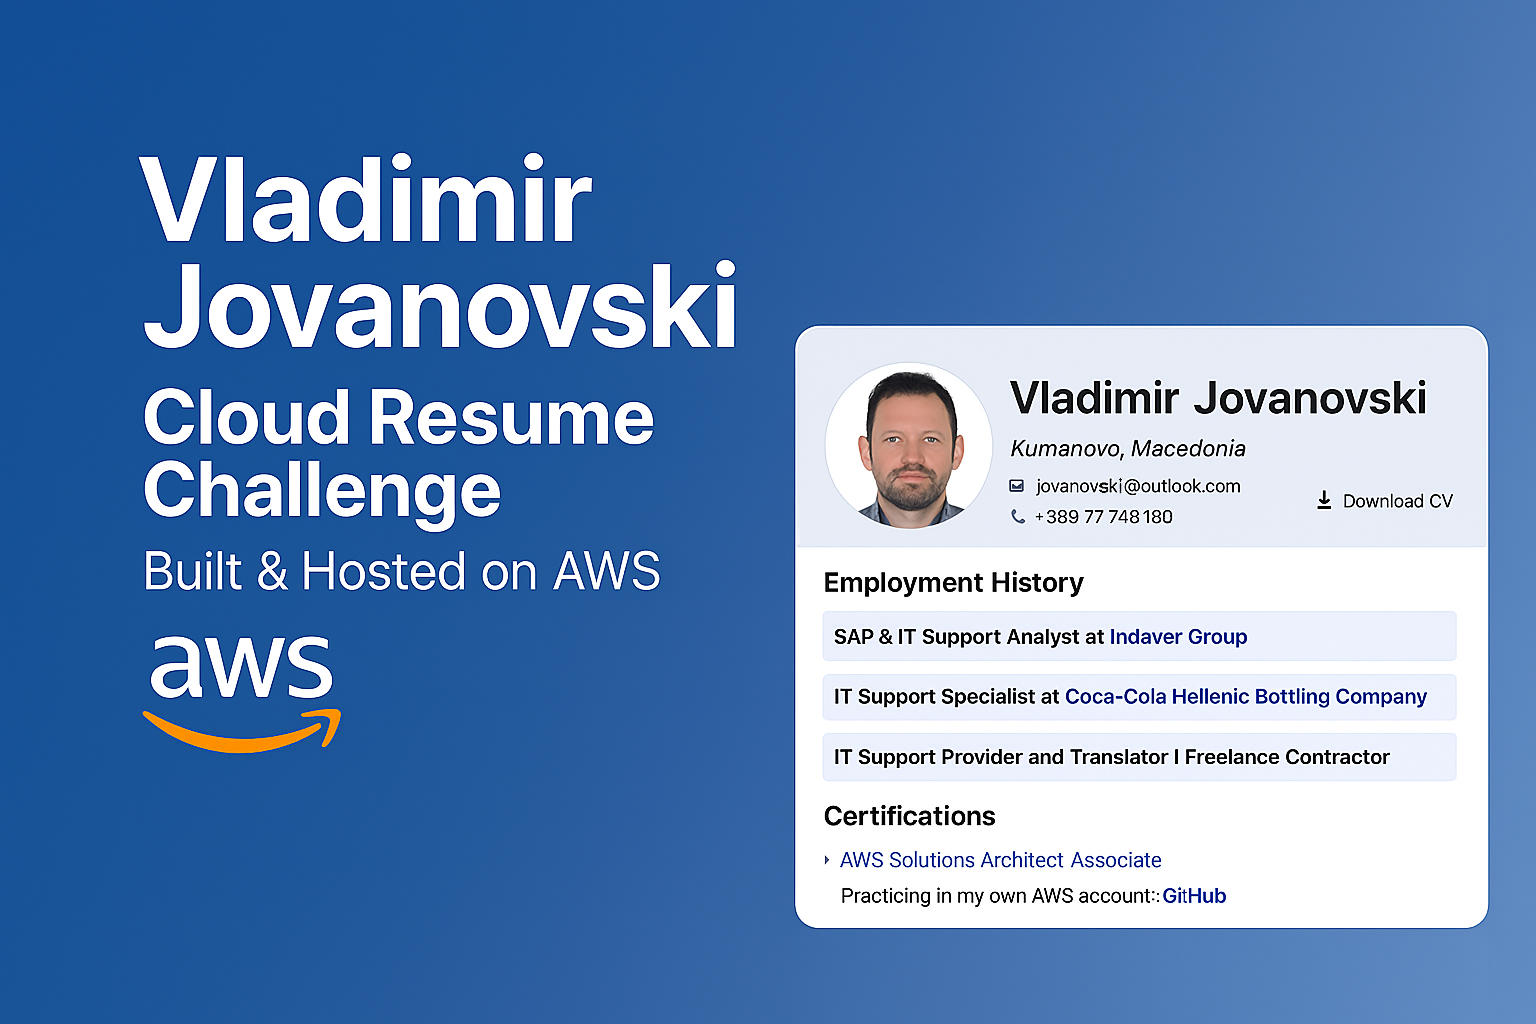 Vladimir
Jovanovski
Cloud Resume
Challenge
Built & Hosted on AWS
aws
Vladimir Jovanovski
Kumanovo, Macedonia
jovanovski@outlook.com
+389 77 748 180
Download CV
Employment History
SAP & IT Support Analyst at Indaver Group
IT Support Specialist at Coca-Cola Hellenic Bottling Company
IT Support Provider and Translator I Freelance Contractor
Certifications
AWS Solutions Architect Associate
Practicing in my own AWS account:: GitHub